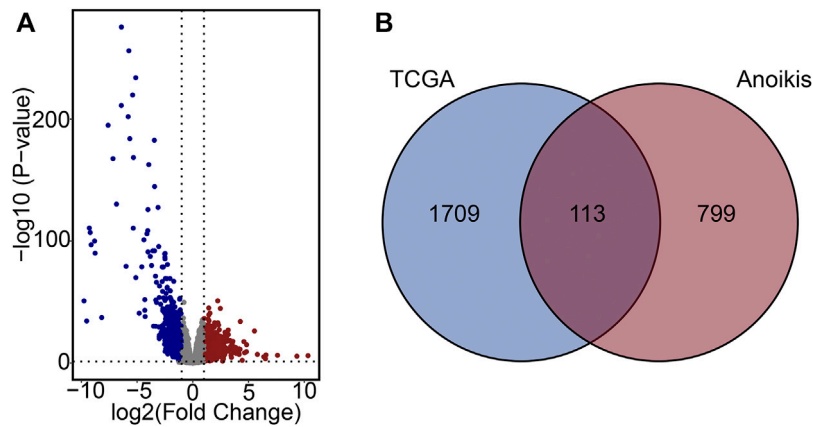 A
−log10 (P−value)
200
100
0
−10 −5 0 5 10
log2(Fold Change)
B
TCGA Anoikis
1709 113 799